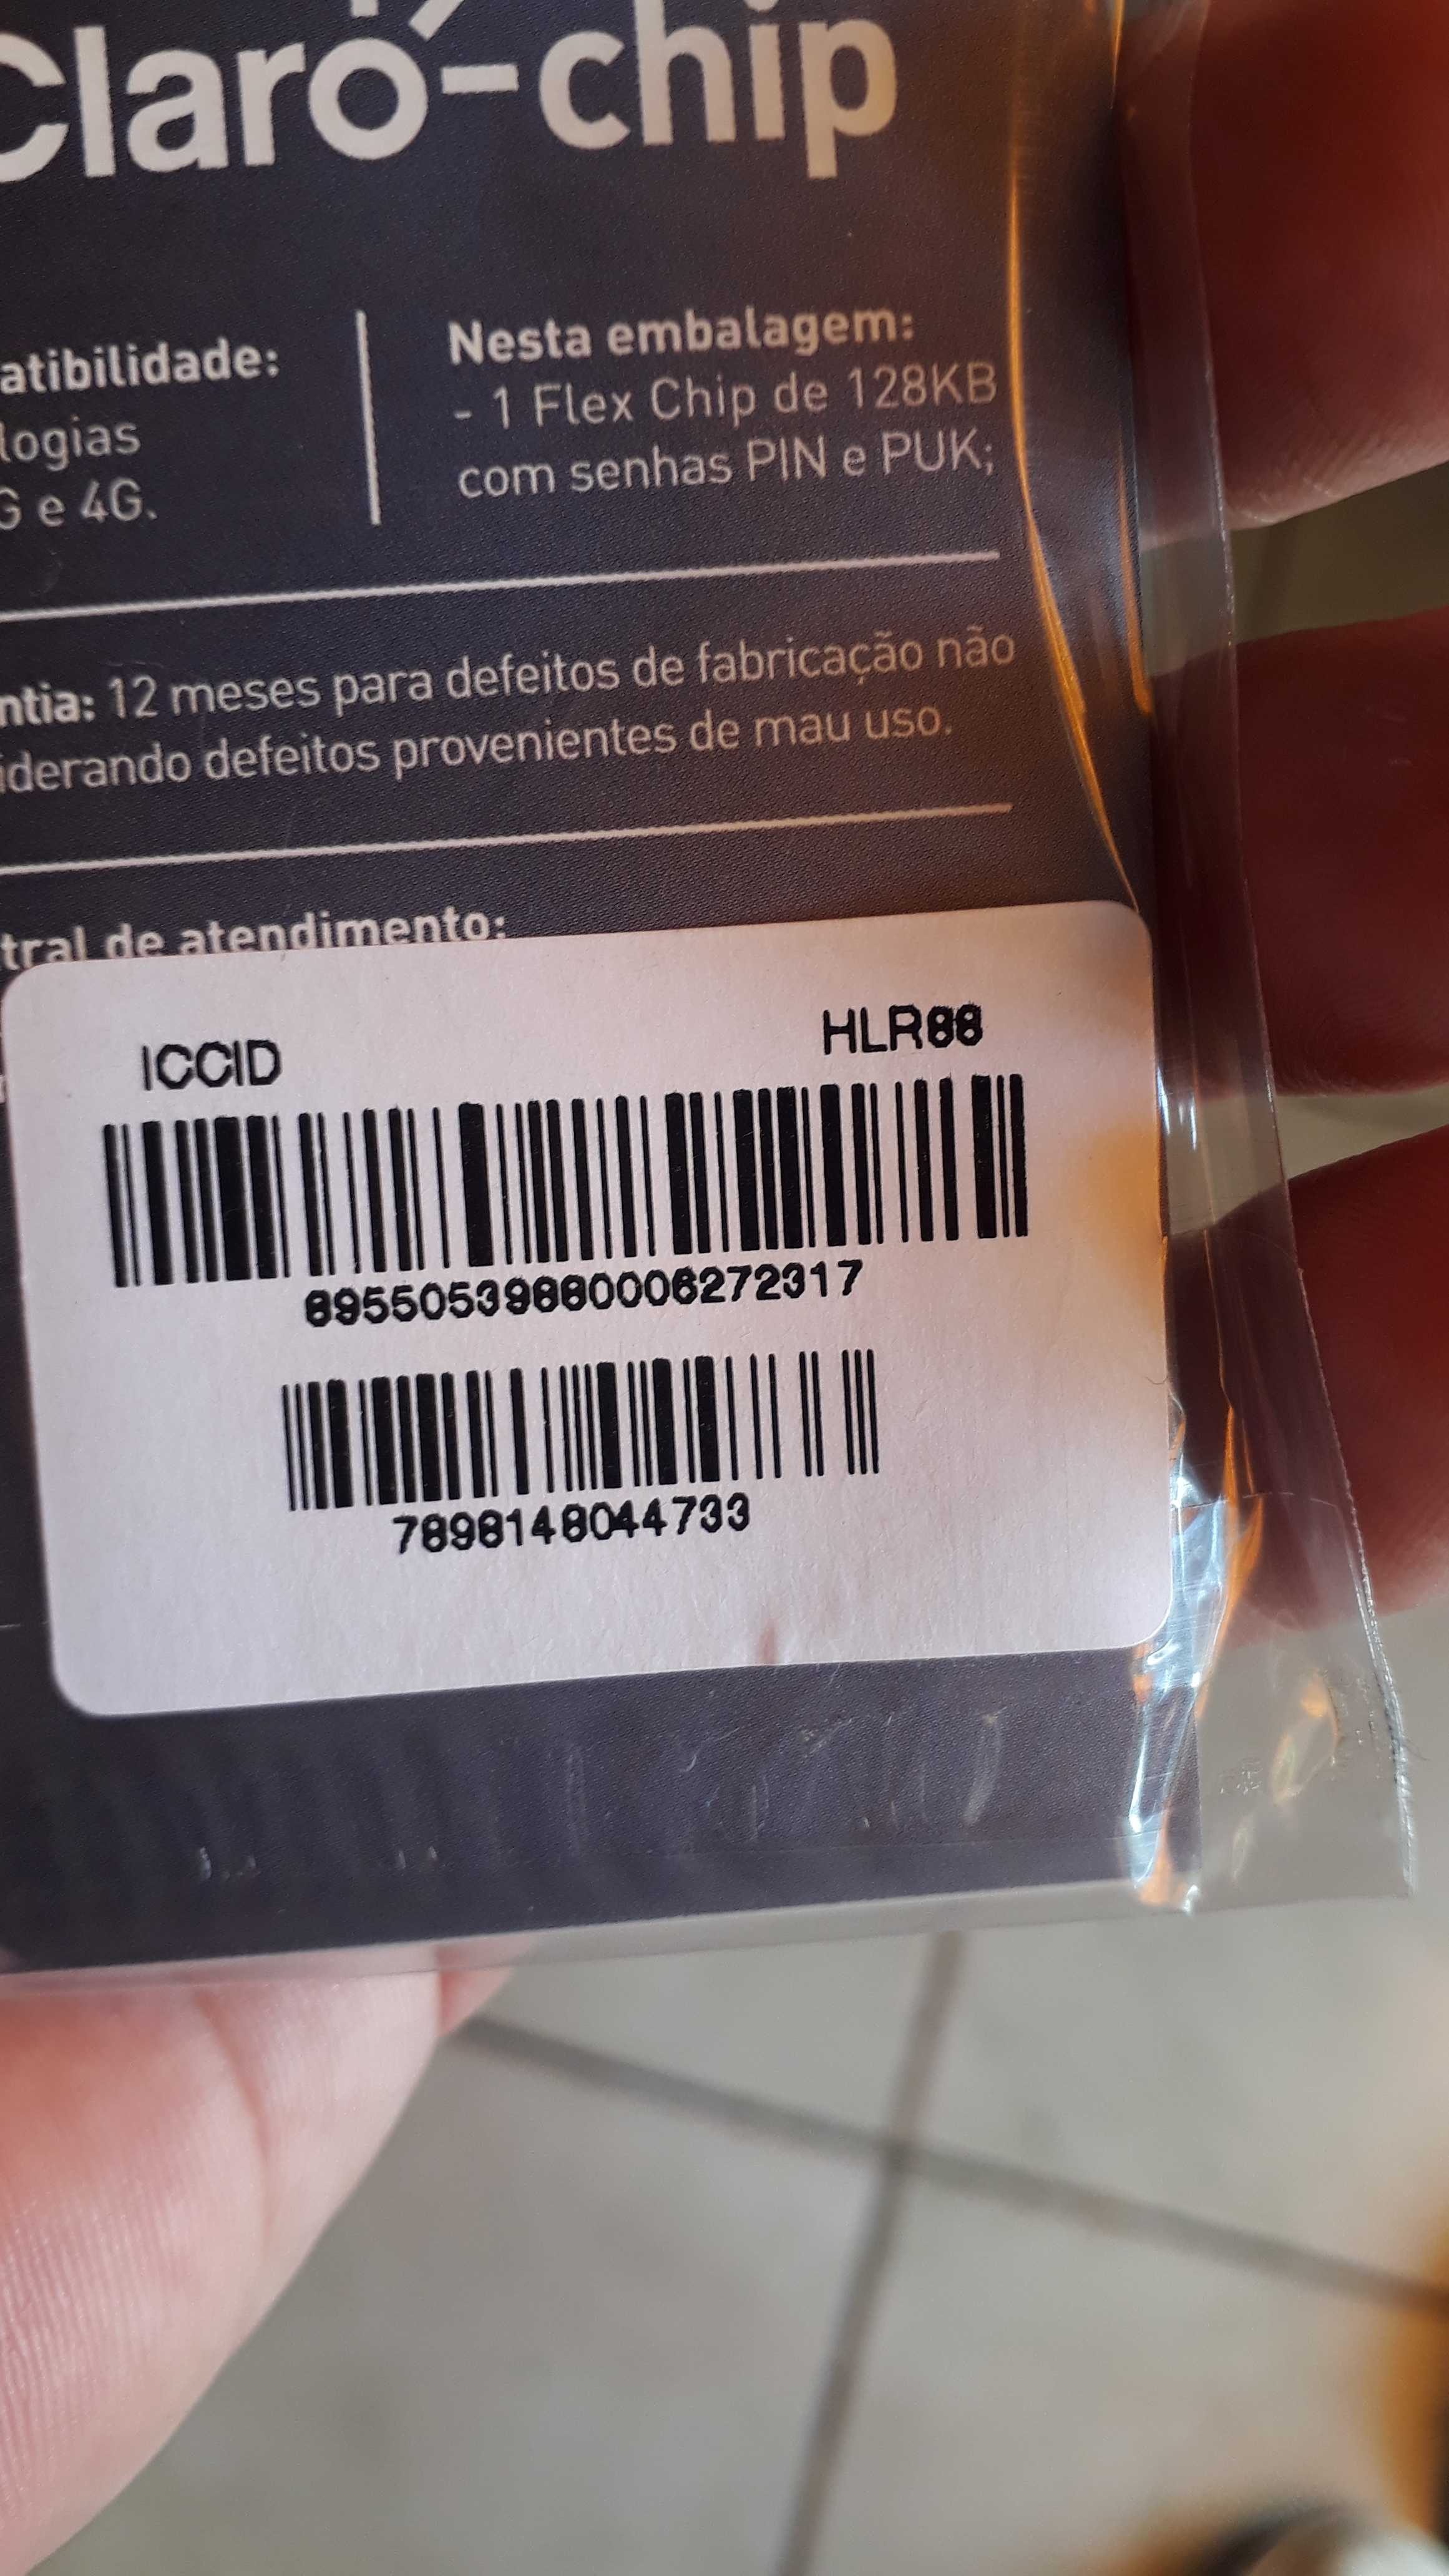 Claro-chip
atibilidade:
logias
G e 4G.
Nesta embalagem:
- 1 Flex Chip de 128KB
com senhas PIN e PUK;
ntia: 12 meses para defeitos de fabricação não
iderando defeitos provenientes de mau uso.
tral de atendimento:
ICCID
HLR88
89550539880006272317
7898148044733